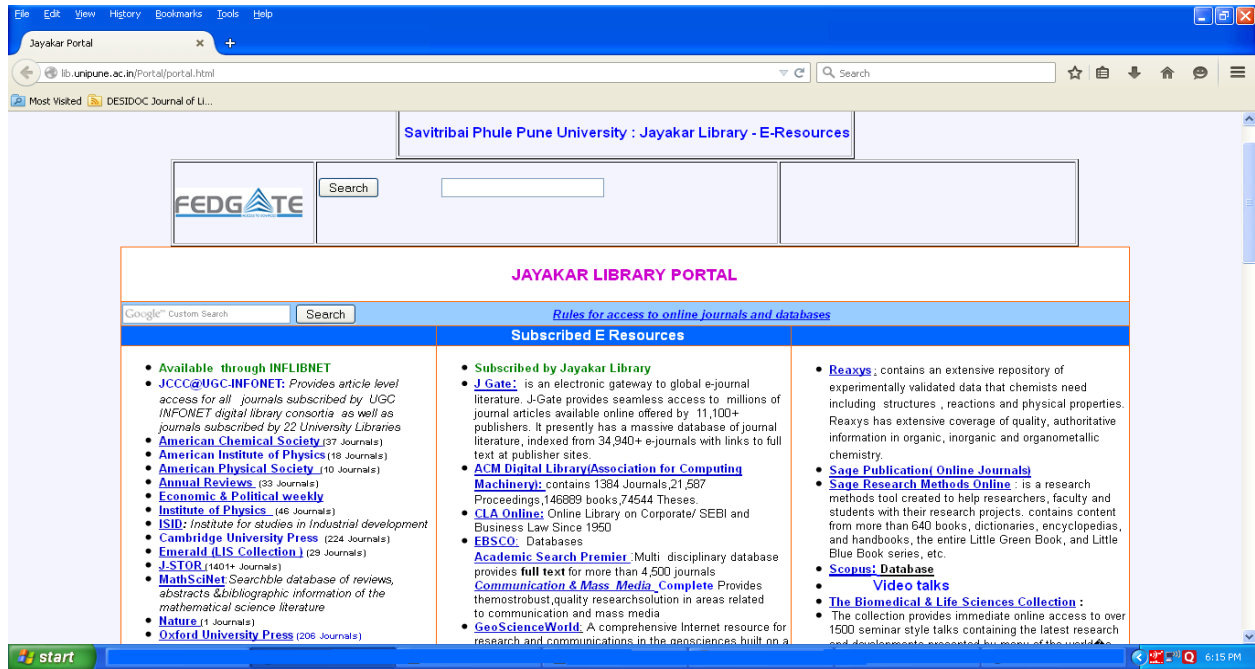 File Edit View History Bookmarks Tools Help
Jayakar Portal
lib.unipune.ac.in/Portal/portal.html
Search
Most Visited DESIDOC Journal of Li...
Savitribai Phule Pune University : Jayakar Library - E-Resources
FEDGATE
Search
JAYAKAR LIBRARY PORTAL
Google™ Custom Search
Search
Rules for access to online journals and databases
Subscribed E Resources
Available through INFLIBNET
JCCC@UGC-INFONET: Provides article level
access for all journals subscribed by UGC
INFONET digital library consortia as well as
journals subscribed by 22 University Libraries
American Chemical Society (37 Journals)
American Institute of Physics (18 Journals)
American Physical Society (10 Journals)
Annual Reviews (33 Journals)
Economic & Political weekly
Institute of Physics (46 Journals)
ISID: Institute for studies in Industrial development
Cambridge University Press (224 Journals)
Emerald (LIS Collection ) (29 Journals)
J-STOR (1401+ Journals)
MathSciNet:Searchble database of reviews,
abstracts &bibliographic information of the
mathematical science literature
Nature (1 Journals)
Oxford University Press (206 Journals)
Subscribed by Jayakar Library
J Gate: is an electronic gateway to global e-journal
literature. J-Gate provides seamless access to millions of
journal articles available online offered by 11,100+
publishers. It presently has a massive database of journal
literature, indexed from 34,940+ e-journals with links to full
text at publisher sites.
ACM Digital Library(Association for Computing
Machinery): contains 1384 Journals,21,587
Proceedings,146889 books,74544 Theses.
CLA Online: Online Library on Corporate/ SEBI and
Business Law Since 1950
EBSCO: Databases
Academic Search Premier :Multi disciplinary database
provides full text for more than 4,500 journals
Communication & Mass Media Complete Provides
themostrobust,quality researchsolution in areas related
to communication and mass media
GeoScienceWorld: A comprehensive Internet resource for
research and communications in the geosciences built on a
Reaxys : contains an extensive repository of
experimentally validated data that chemists need
including structures , reactions and physical properties.
Reaxys has extensive coverage of quality, authoritative
information in organic, inorganic and organometallic
chemistry.
Sage Publication( Online Journals)
Sage Research Methods Online : is a research
methods tool created to help researchers, faculty and
students with their research projects. contains content
from more than 640 books, dictionaries, encyclopedias,
and handbooks, the entire Little Green Book, and Little
Blue Book series, etc.
Scopus: Database
Video talks
The Biomedical & Life Sciences Collection :
The collection provides immediate online access to over
1500 seminar style talks containing the latest research
and developments presented by many of the world�s
start
6:15 PM